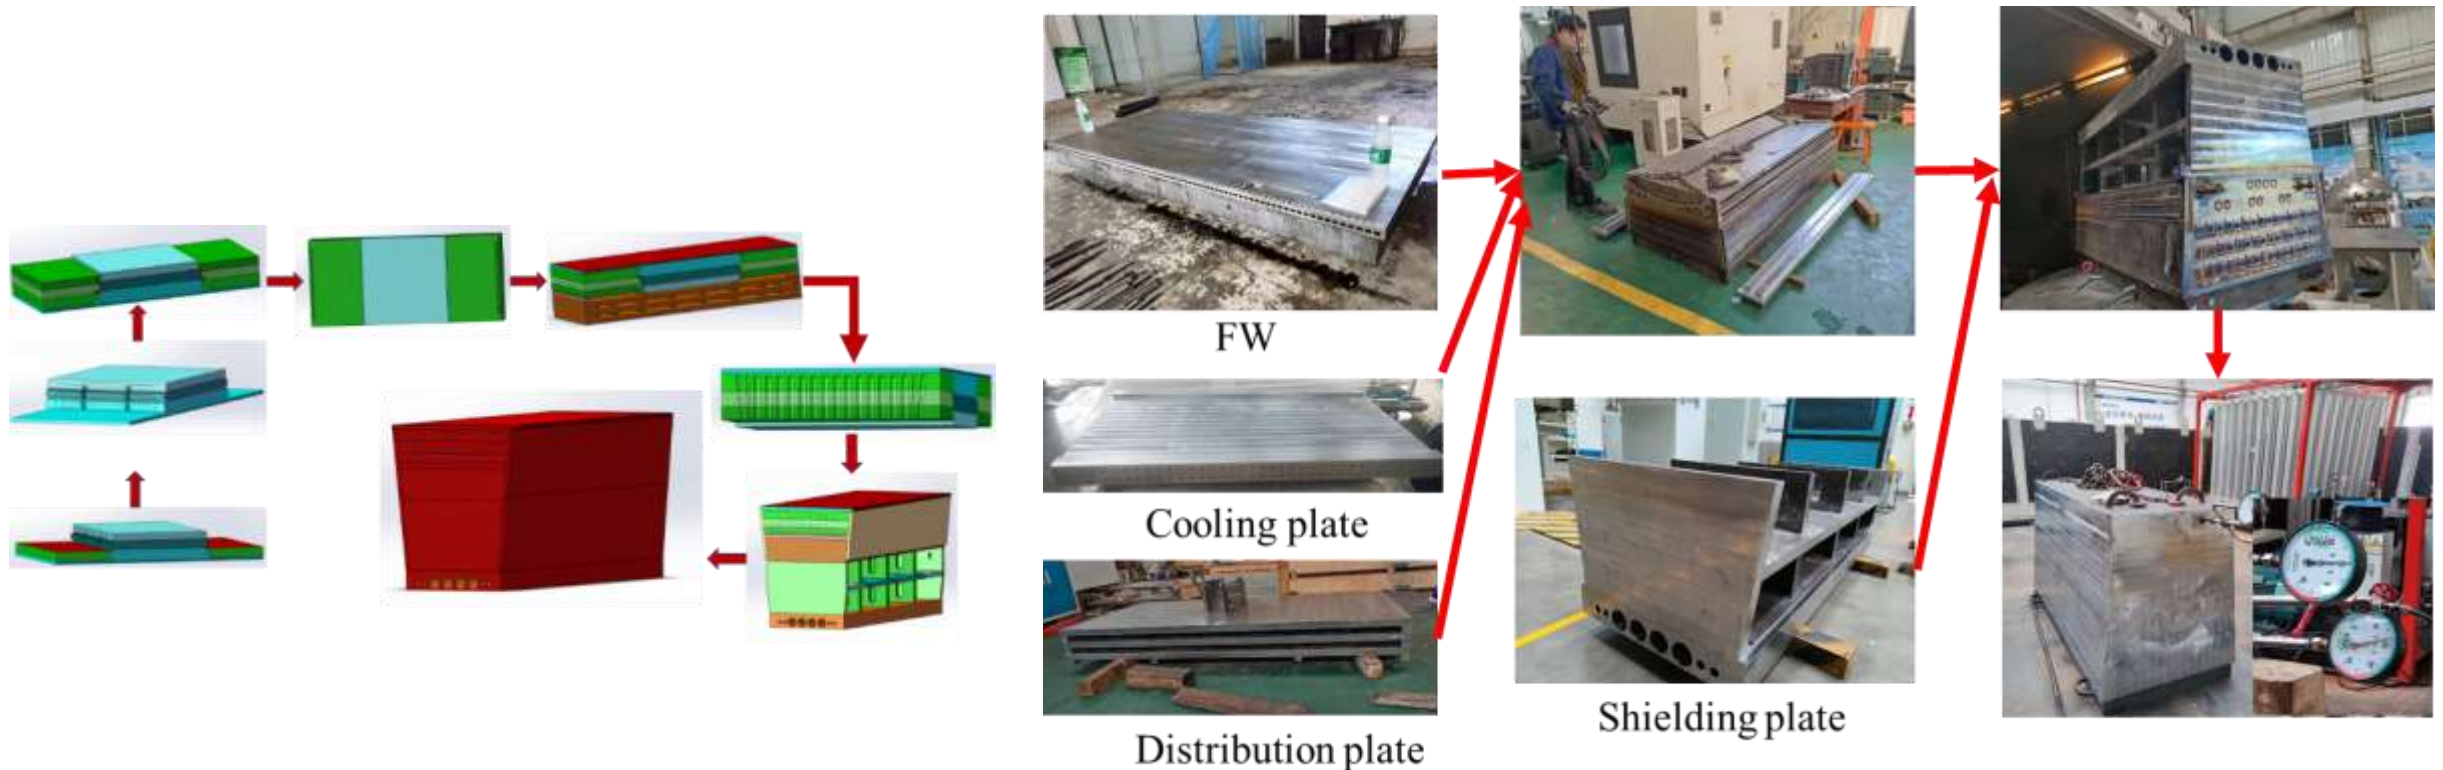 FW
Cooling plate
Distribution plate
Shielding plate